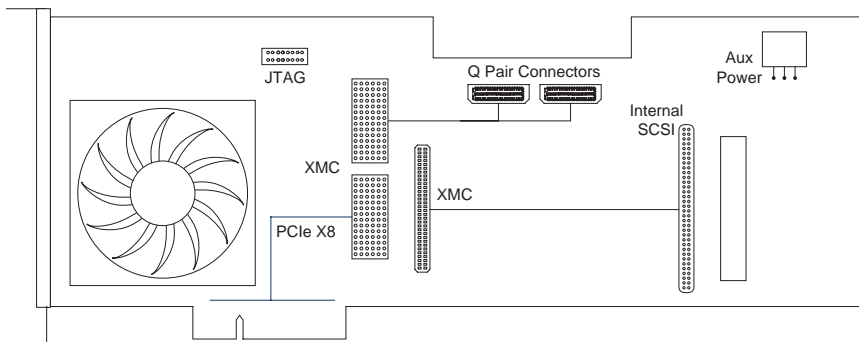 JTAG
Q Pair Connectors
Aux
Power
Internal
SCSI
XMC
XMC
PCIe X8